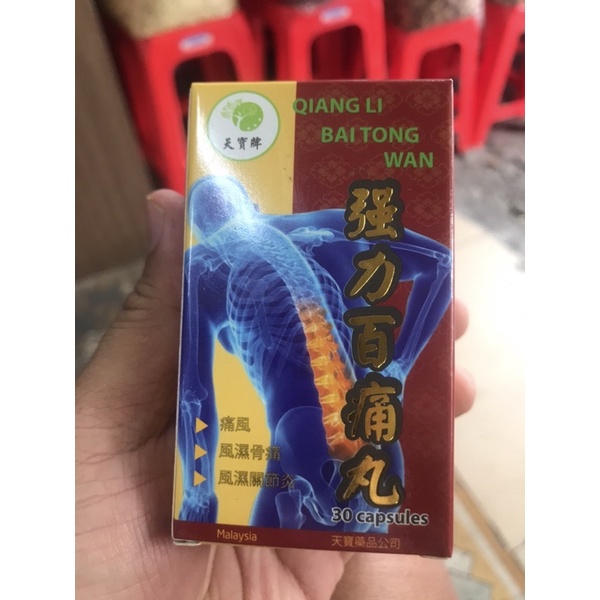 天寶牌
QIANG LI
BAI TONG
WAN
强力百痛丸
痛風
風濕骨痛
風濕關節炎
30 capsules
Malaysia
天寶藥品公司